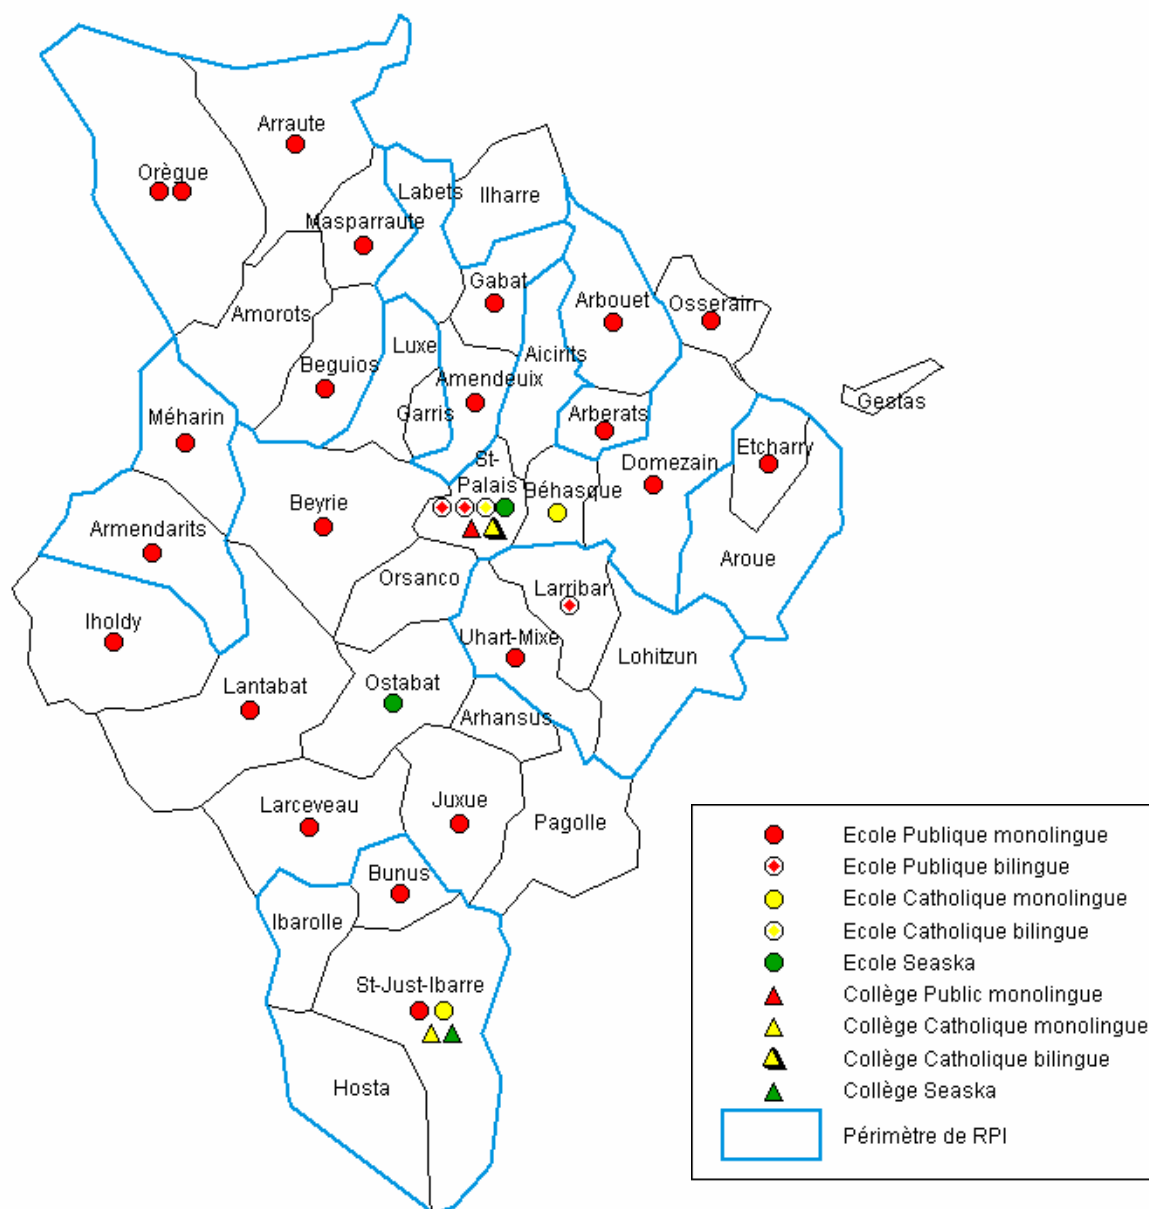 Arraute
Orègue
Labets
Ilharre
Masparraute
Gabat
Arbouet
Osserain
Amorots
Luxe
Aicirits
Beguios
Amendeuix
Gestas
Méharin
Garris
Arberats
Etcharry
St-
Palais
Domezain
Béhasque
Beyrie
Armendarits
Aroue
Orsanco
Larribar
Iholdy
Uhart-Mixe
Lohitzun
Lantabat
Ostabat
Arhansus
Larceveau
Juxue
Pagolle
Bunus
Ibarolle
St-Just-Ibarre
Hosta
Ecole Publique monolingue
Ecole Publique bilingue
Ecole Catholique monolingue
Ecole Catholique bilingue
Ecole Seaska
Collège Public monolingue
Collège Catholique monolingue
Collège Catholique bilingue
Collège Seaska
Périmètre de RPI